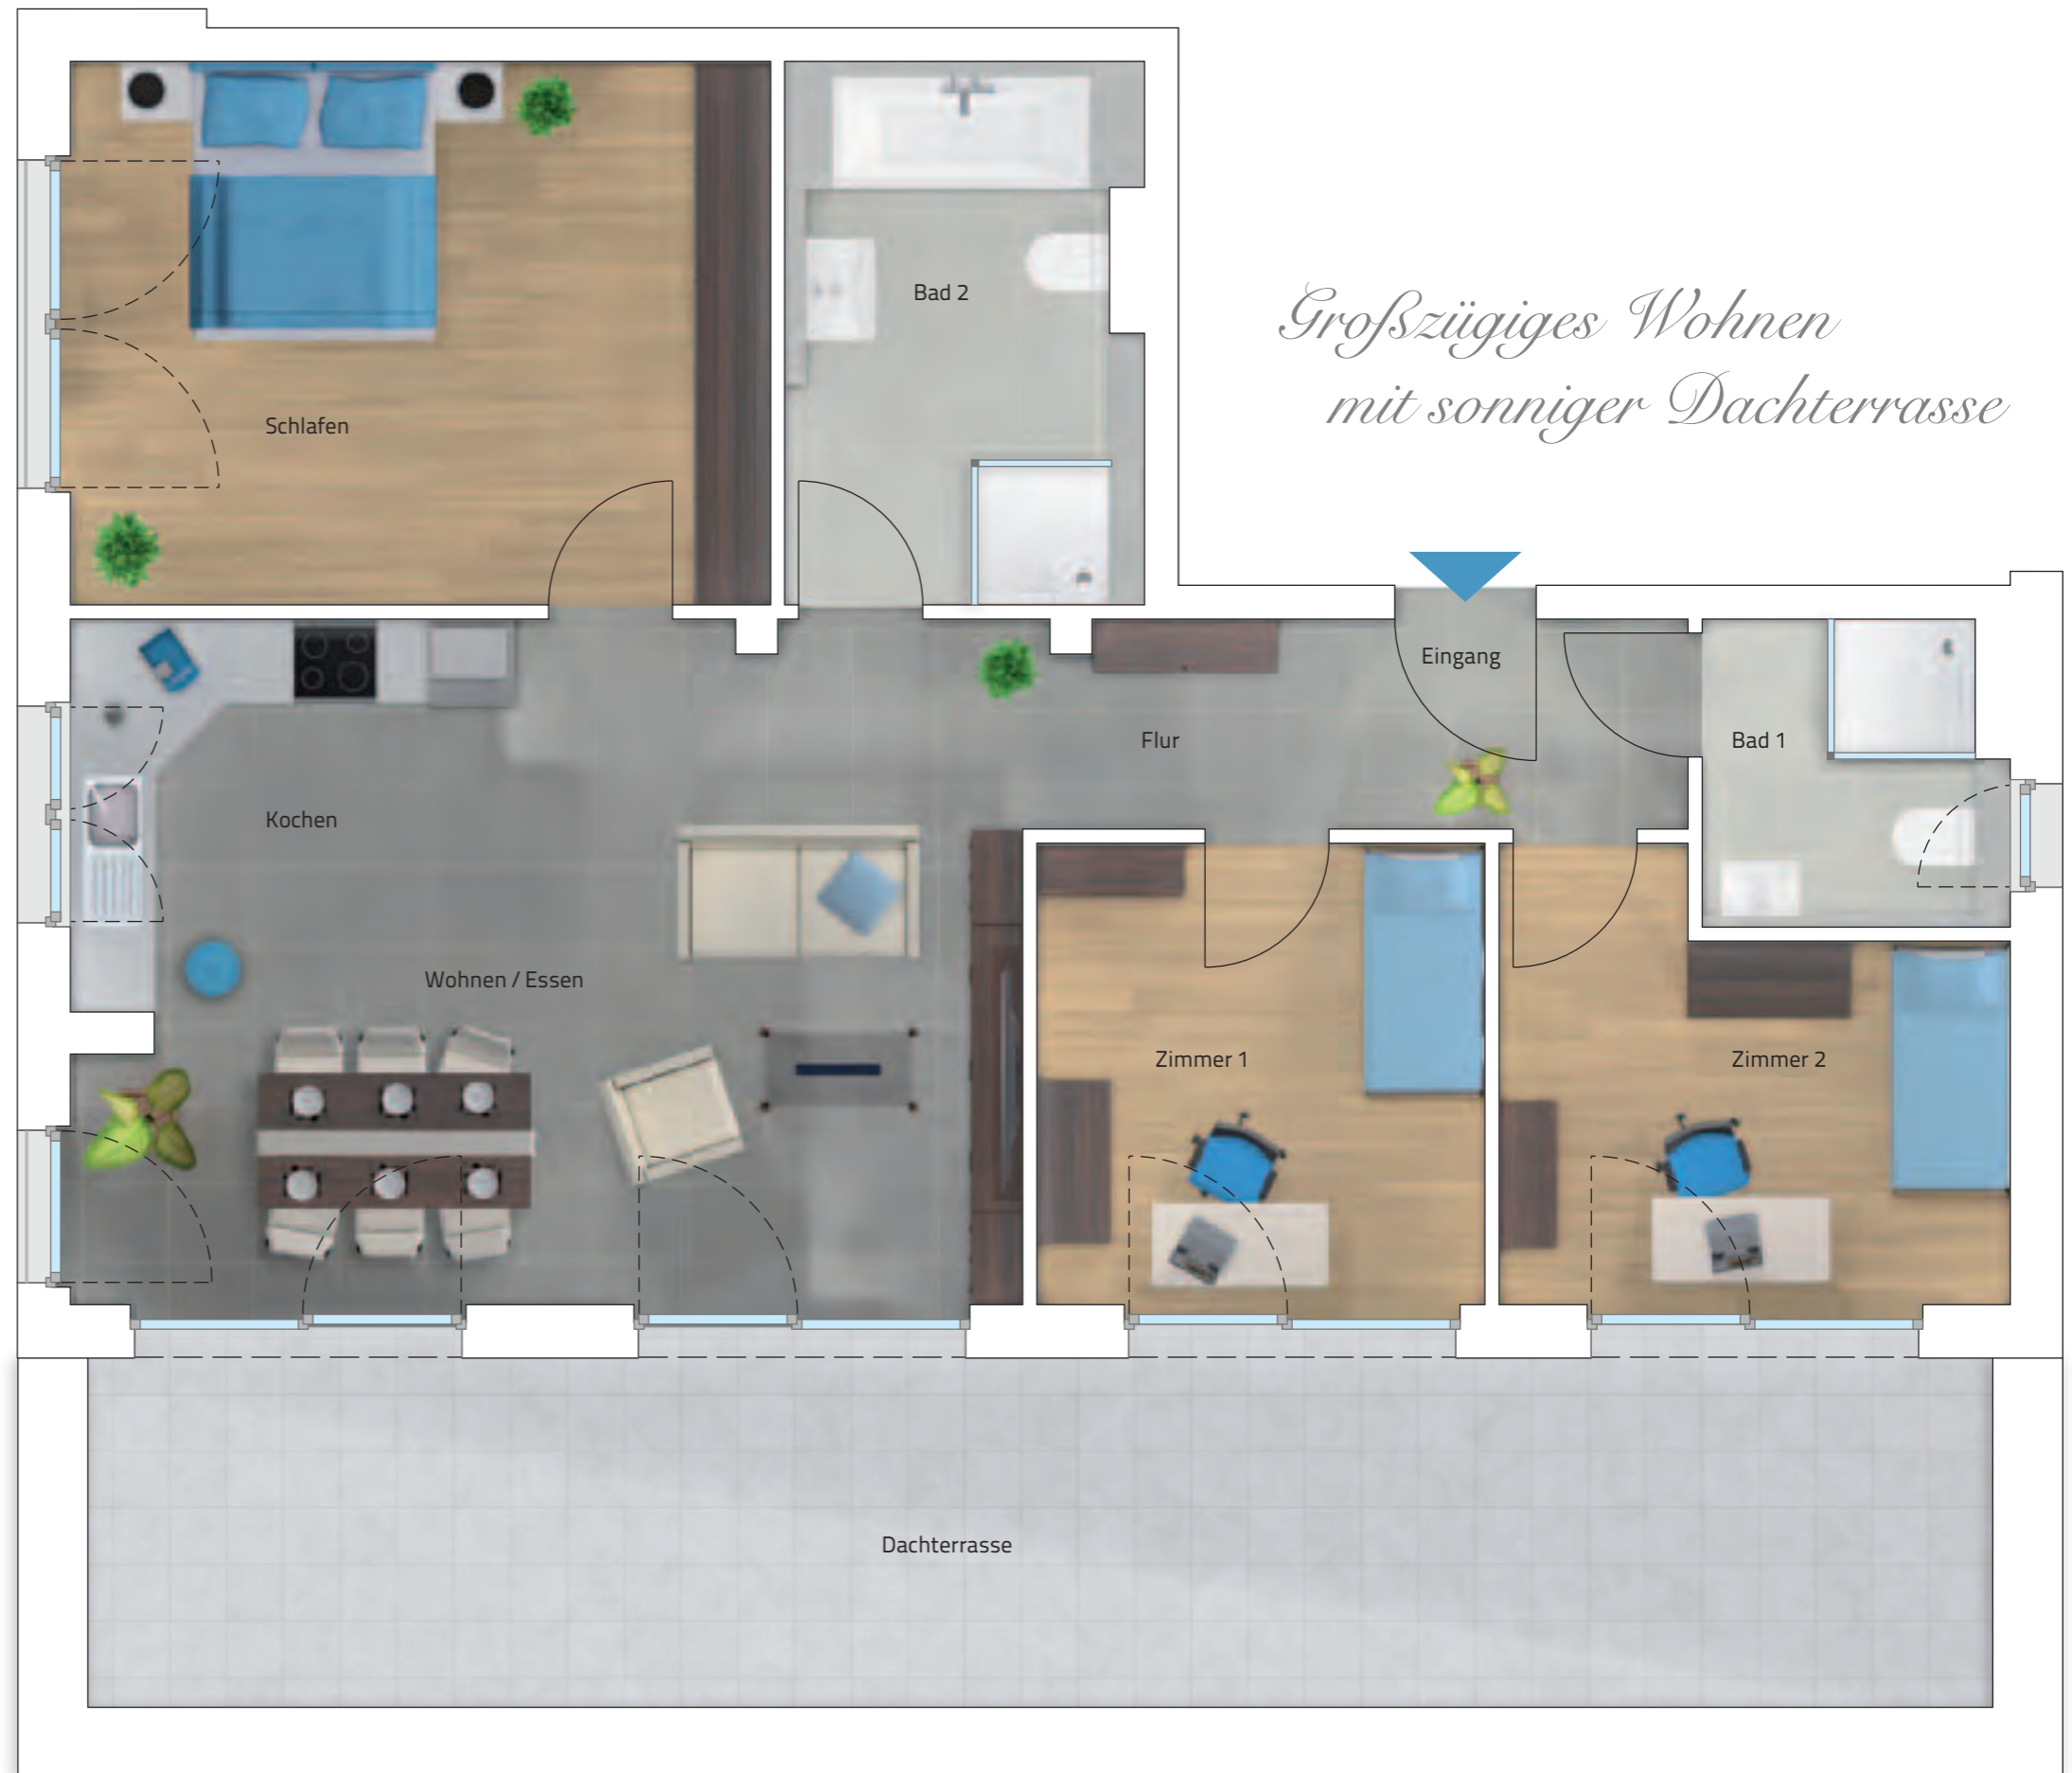 Großzügiges Wohnen
mit sonniger Dachterrasse
Bad 2
Schlafen
Eingang
Flur
Bad 1
Kochen
Wohnen / Essen
Zimmer 1
Zimmer 2
Dachterrasse